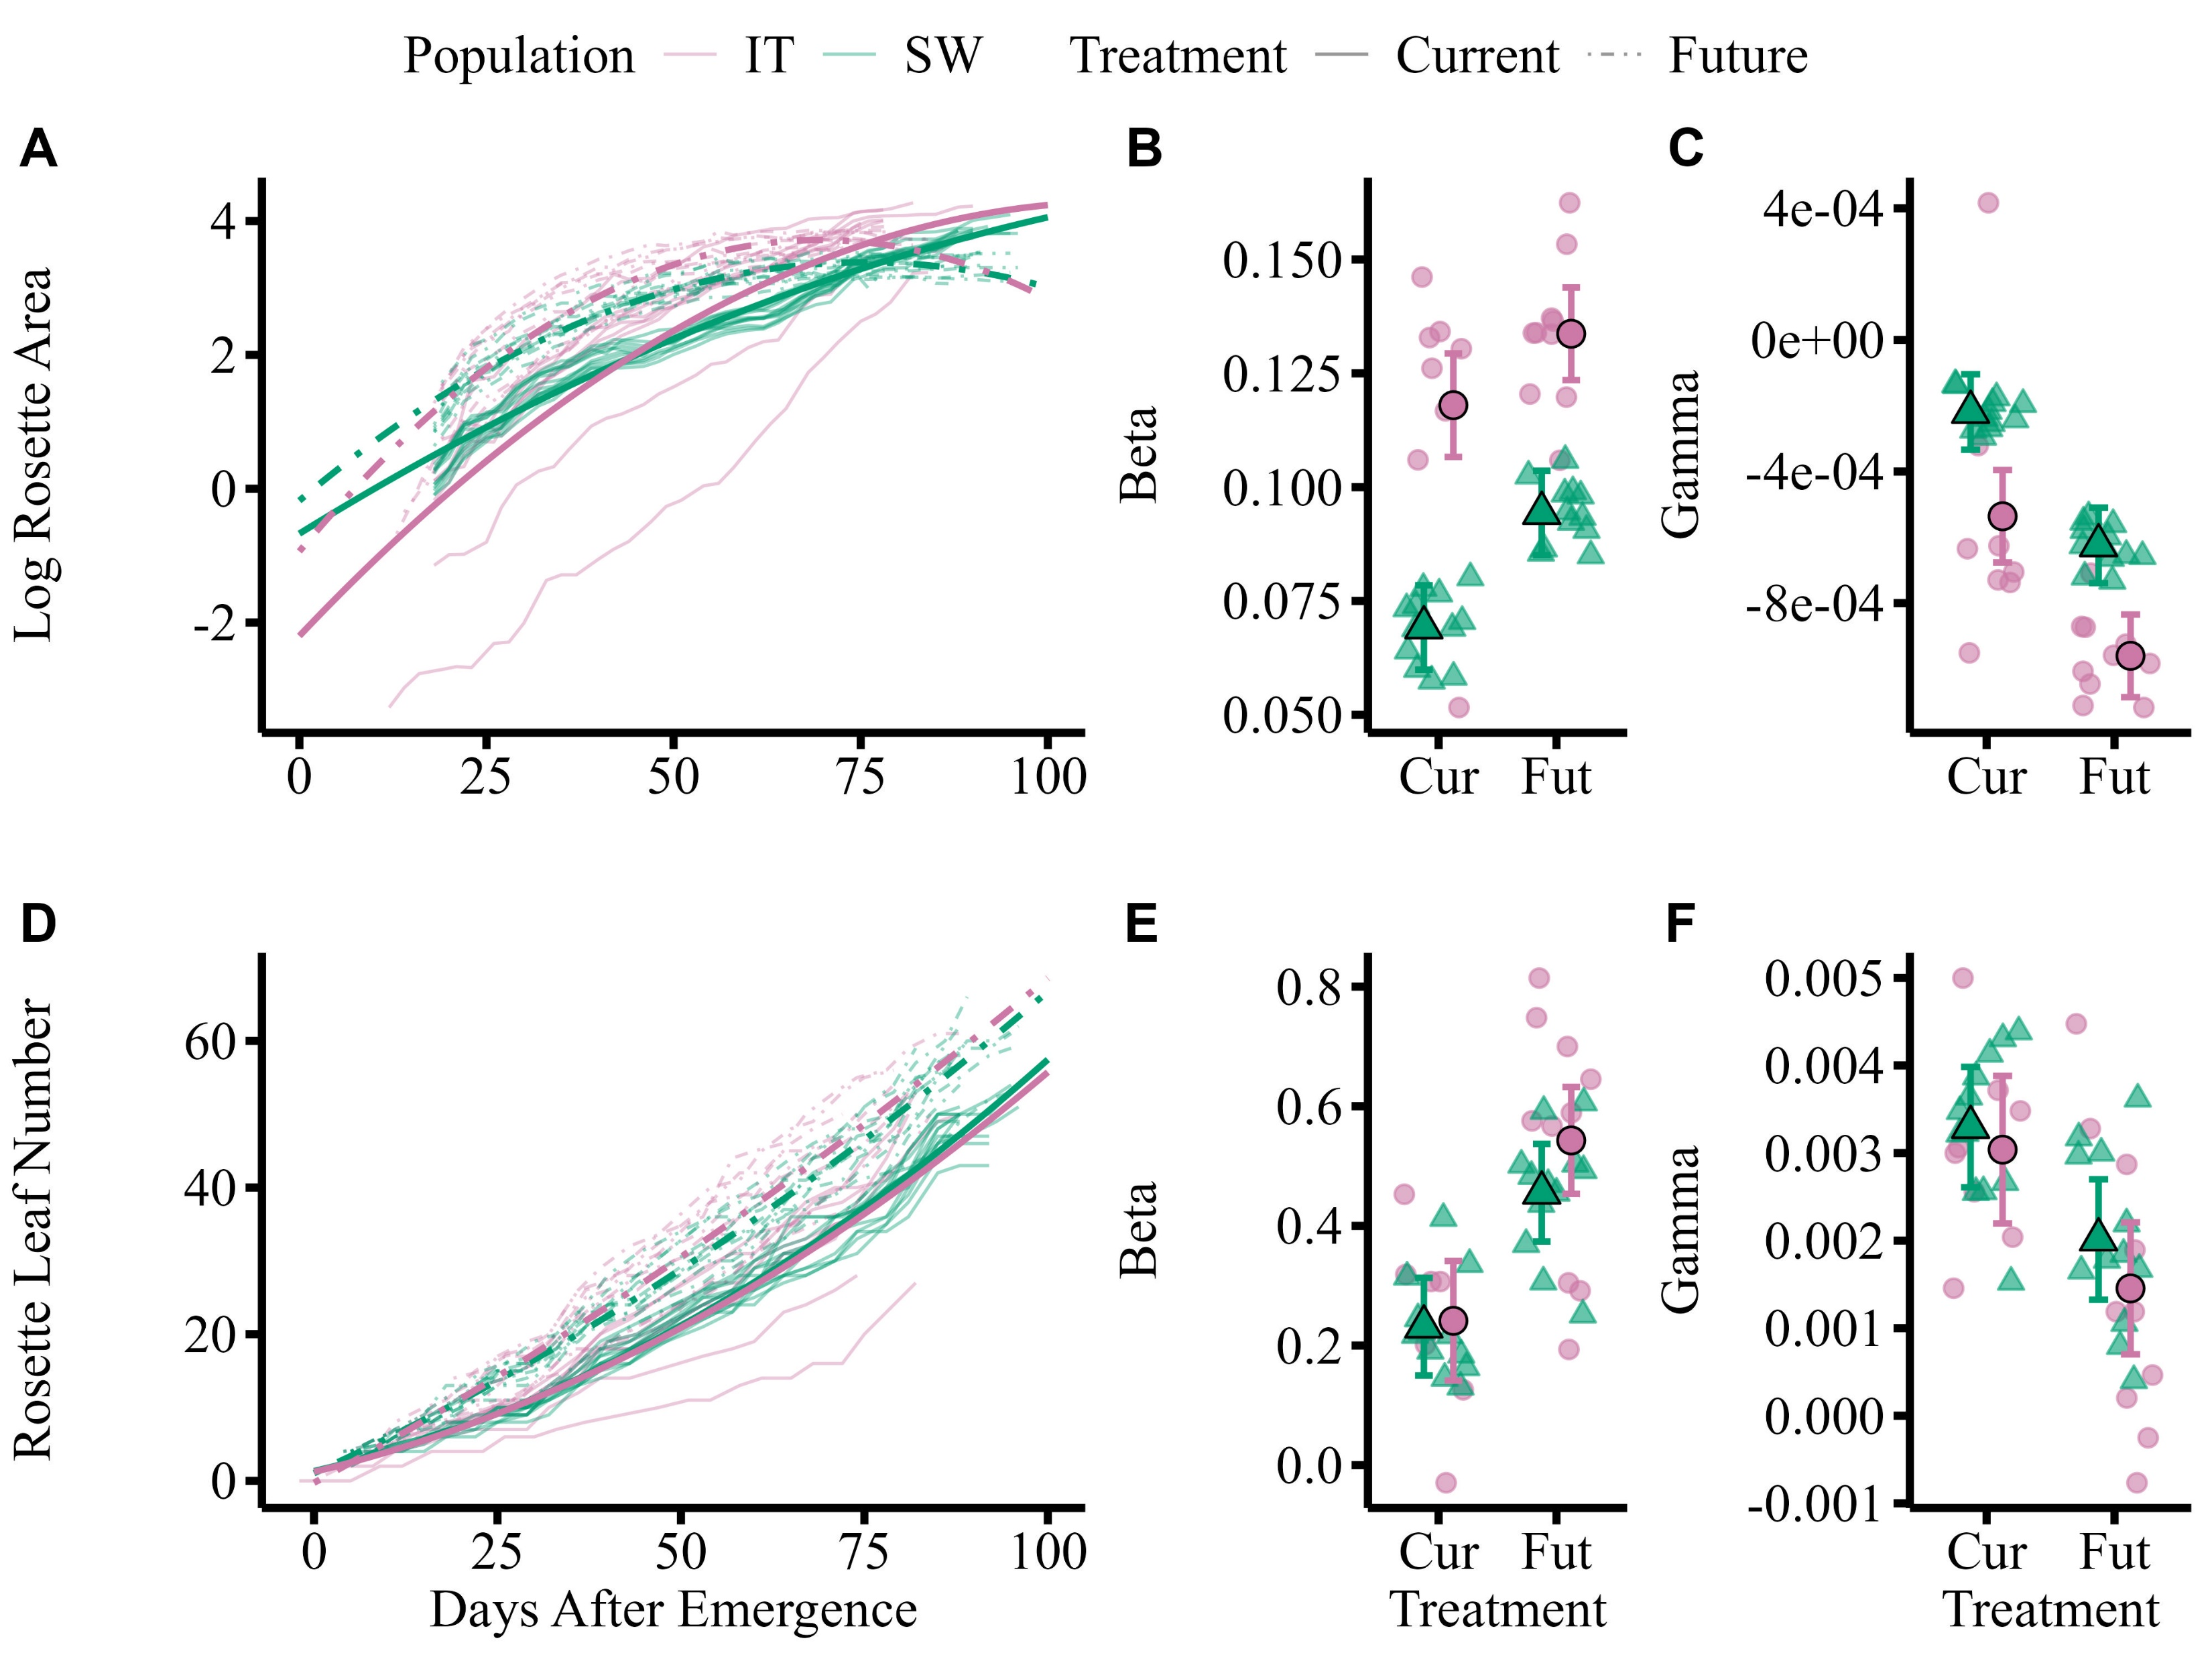 Population IT SW Treatment Current Future
A
B
C
Log Rosette Area
4
2
0
-2
0 25 50 75 100
Beta
0.150
0.125
0.100
0.075
0.050
Cur Fut
Gamma
4e-04
0e+00
-4e-04
-8e-04
Cur Fut
D
E
F
Rosette Leaf Number
60
40
20
0
0 25 50 75 100
Days After Emergence
Beta
0.8
0.6
0.4
0.2
0.0
Cur Fut
Treatment
Gamma
0.005
0.004
0.003
0.002
0.001
0.000
-0.001
Cur Fut
Treatment